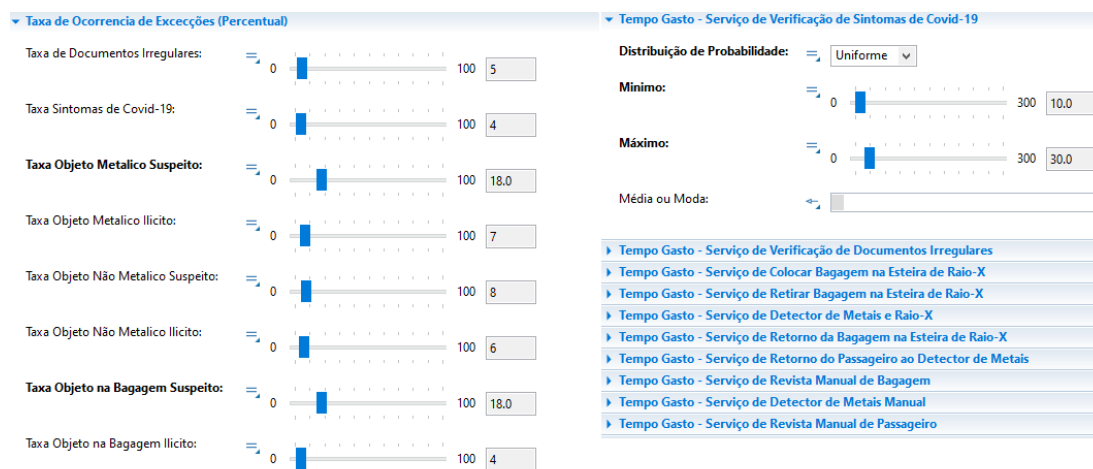 Taxa de Ocorrencia de Excecções (Percentual)
Taxa de Documentos Irregulares:
0 100 5
Taxa Sintomas de Covid-19:
0 100 4
Taxa Objeto Metalico Suspeito:
0 100 18.0
Taxa Objeto Metalico Ilicito:
0 100 7
Taxa Objeto Não Metalico Suspeito:
0 100 8
Taxa Objeto Não Metalico Ilicito:
0 100 6
Taxa Objeto na Bagagem Suspeito:
0 100 18.0
Taxa Objeto na Bagagem Ilicito:
0 100 4
Tempo Gasto - Serviço de Verificação de Sintomas de Covid-19
Distribuição de Probabilidade: Uniforme
Minimo:
0 300 10.0
Máximo:
0 300 30.0
Média ou Moda:
Tempo Gasto - Serviço de Verificação de Documentos Irregulares
Tempo Gasto - Serviço de Colocar Bagagem na Esteira de Raio-X
Tempo Gasto - Serviço de Retirar Bagagem na Esteira de Raio-X
Tempo Gasto - Serviço de Detector de Metais e Raio-X
Tempo Gasto - Serviço de Retorno da Bagagem na Esteira de Raio-X
Tempo Gasto - Serviço de Retorno do Passageiro ao Detector de Metais
Tempo Gasto - Serviço de Revista Manual de Bagagem
Tempo Gasto - Serviço de Detector de Metais Manual
Tempo Gasto - Serviço de Revista Manual de Passageiro